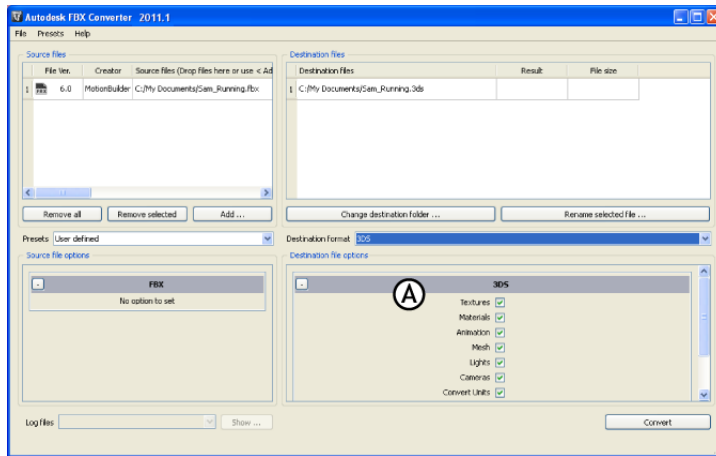 Autodesk FBX Converter 2011.1
File Presets Help
Source files
File Ver. Creator Source files (Drop files here or use < Ad
1 FBX 6.0 MotionBuilder C:/My Documents/Sam_Running.fbx
Remove all Remove selected Add ...
Destination files
Destination files Result File size
1 C:/My Documents/Sam_Running.3ds
Change destination folder ... Rename selected file ...
Presets User defined
Destination format 3DS
Source file options
- FBX
No option to set
Destination file options
- 3DS
A
Textures
Materials
Animation
Mesh
Lights
Cameras
Convert Units
Log files Show ...
Convert